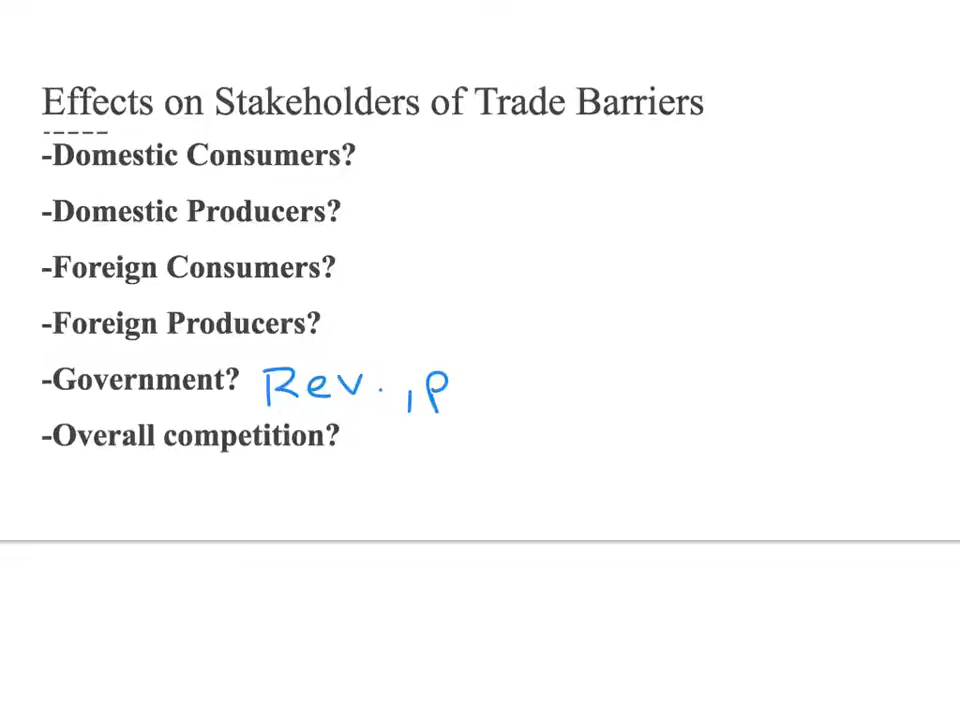 Effects on Stakeholders of Trade Barriers
-Domestic Consumers?
-Domestic Producers?
-Foreign Consumers?
-Foreign Producers?
-Government? Rev. , P
-Overall competition?